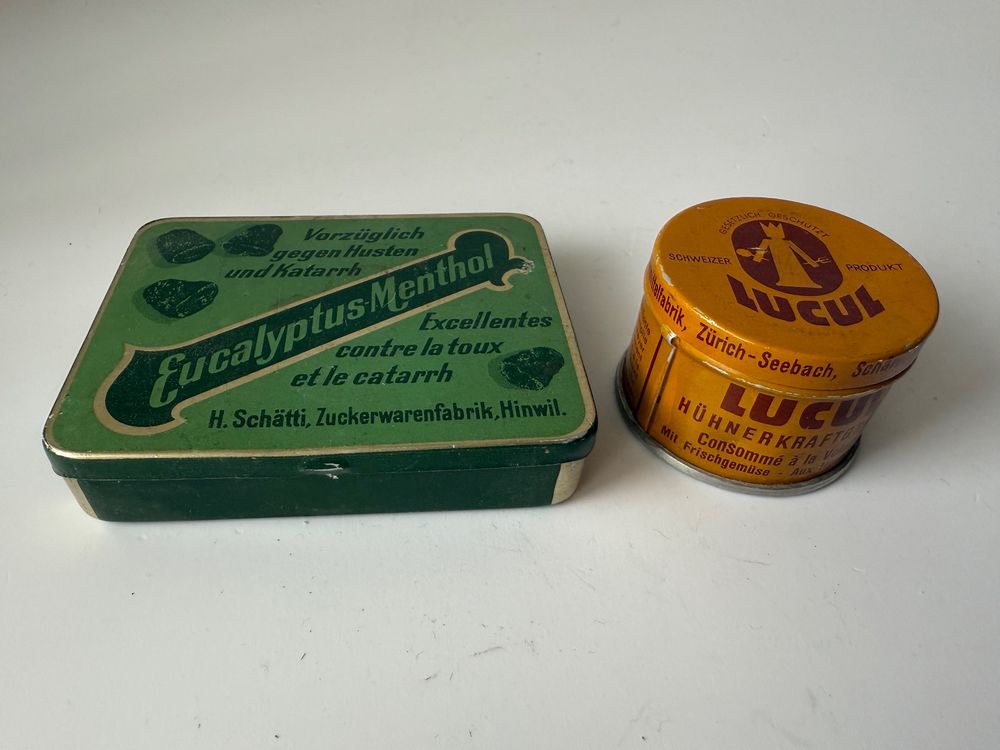 Vorzüglich
gegen Husten
und Katarrh
Eucalyptus-Menthol
Excellentes
contre la toux
et le catarrh
H. Schätti, Zuckerwarenfabrik, Hinwil.
GESETZLICH GESCHÜTZT
SCHWEIZER PRODUKT
LUCUL
Zürich-Seebach,
LUCUL
Consommé à la
Mit Frischgemüse - Aux